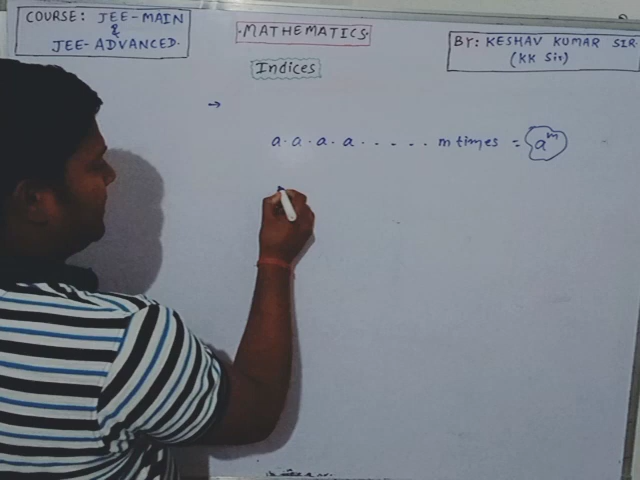 COURSE: JEE-MAIN
&
JEE-ADVANCED.
MATHEMATICS
BY: KESHAV KUMAR SIR
(KK Sir)
Indices
→
a.a.a.a...... m times = a^m